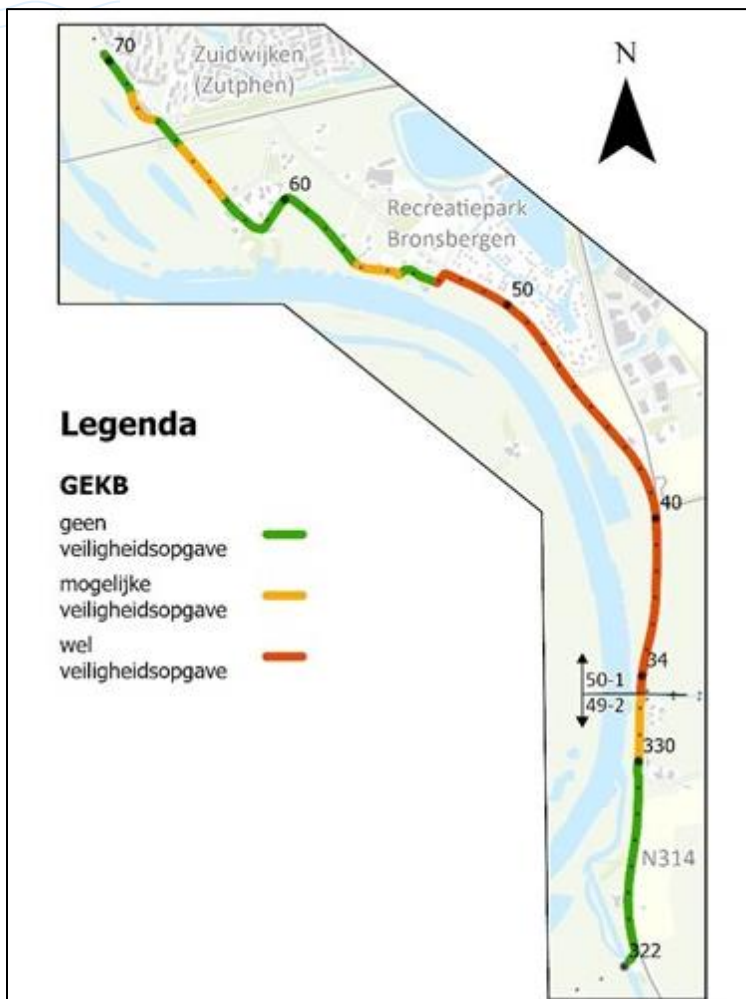 70
Zuidwijken
(Zutphen)
N
60
Recreatiepark
Bronsbergen
50
Legenda
GEKB
geen
veiligheidsopgave
mogelijke
veiligheidsopgave
wel
veiligheidsopgave
40
34
50-1
49-2
330
N314
322